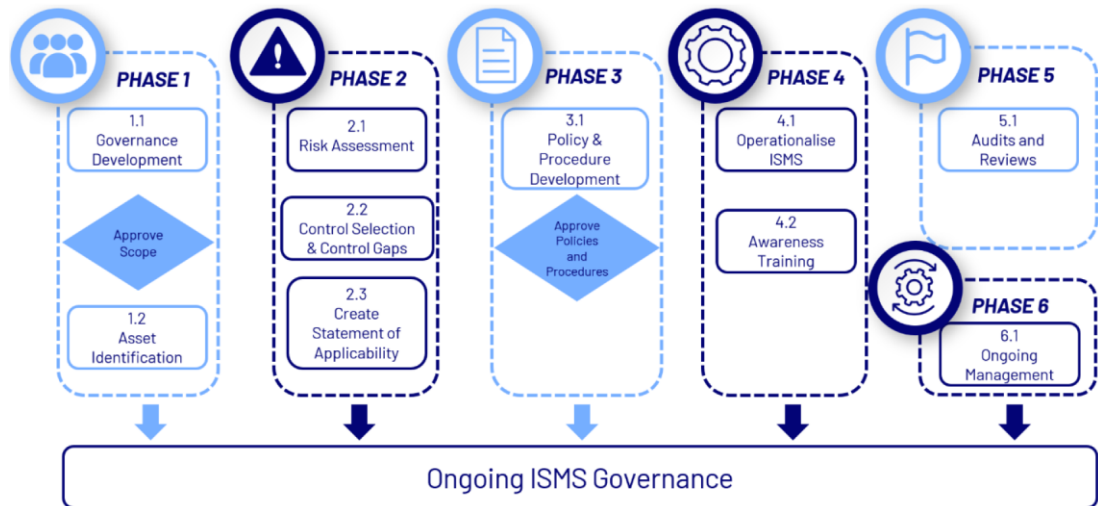 PHASE 1
1.1
Governance
Development
Approve
Scope
1.2
Asset
Identification
PHASE 2
2.1
Risk Assessment
2.2
Control Selection
& Control Gaps
2.3
Create
Statement of
Applicability
PHASE 3
3.1
Policy &
Procedure
Development
Approve
Policies
and
Procedures
PHASE 4
4.1
Operationalise
ISMS
4.2
Awareness
Training
PHASE 5
5.1
Audits and
Reviews
PHASE 6
6.1
Ongoing
Management
Ongoing ISMS Governance